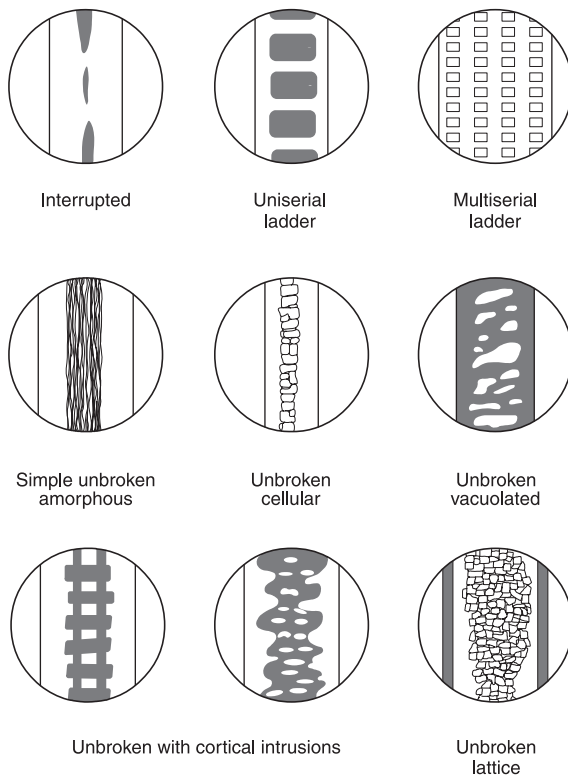 Interrupted
Uniserial
ladder
Multiserial
ladder
Simple unbroken
amorphous
Unbroken
cellular
Unbroken
vacuolated
Unbroken with cortical intrusions
Unbroken
lattice